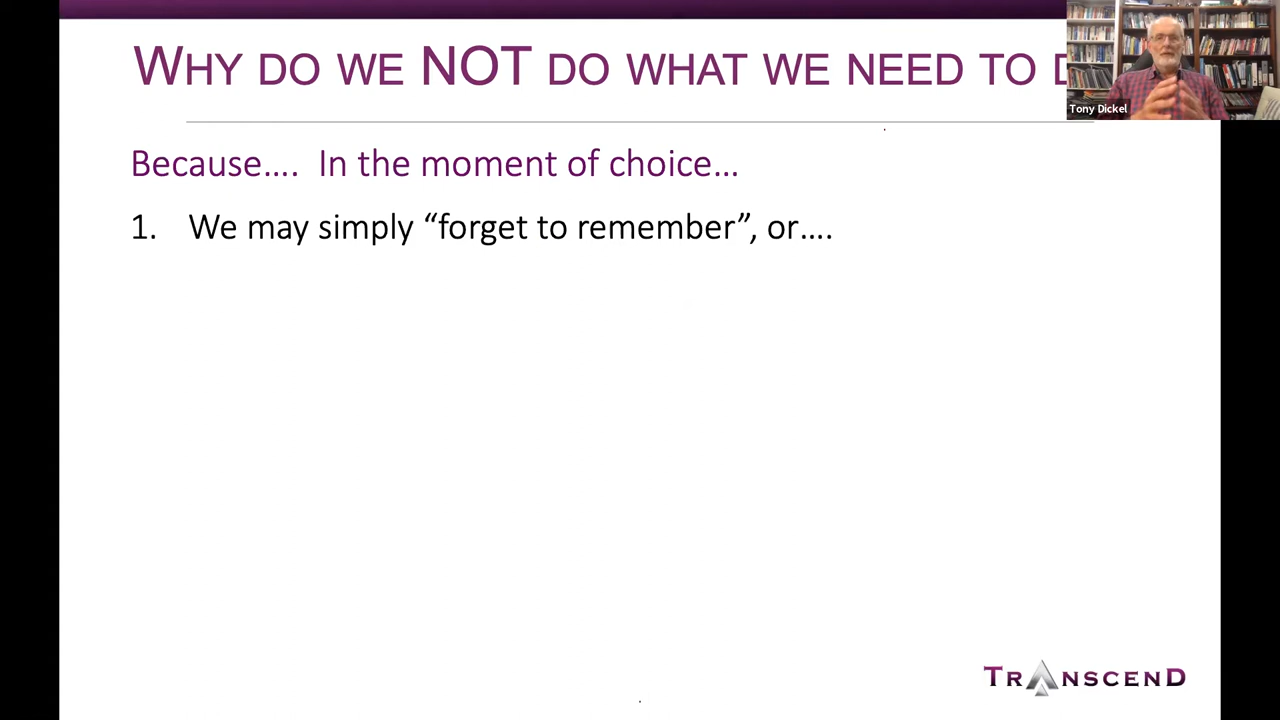 WHY DO WE NOT DO WHAT WE NEED TO
Tony Dickel
Because…. In the moment of choice…
1. We may simply “forget to remember”, or….
TRANSCEND